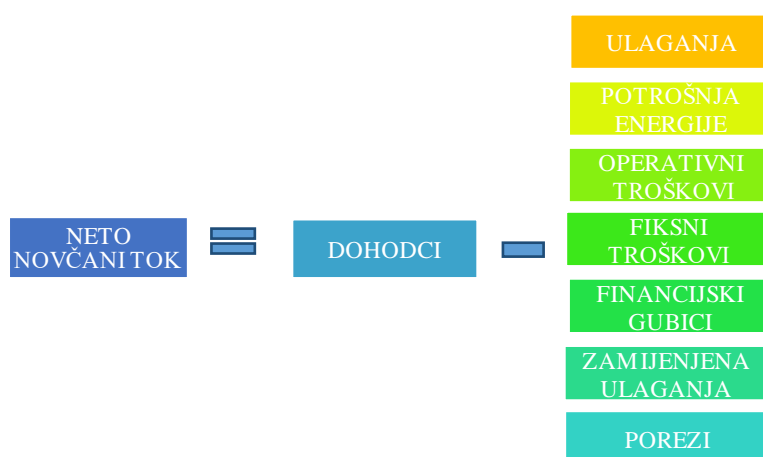 NETO
NOVČANI TOK
DOHODCI
ULAGANJA
POTROŠNJA
ENERGIJE
OPERATIVNI
TROŠKOVI
FIKSNI
TROŠKOVI
FINANCIJSKI
GUBICI
ZAMIJENJENA
ULAGANJA
POREZI